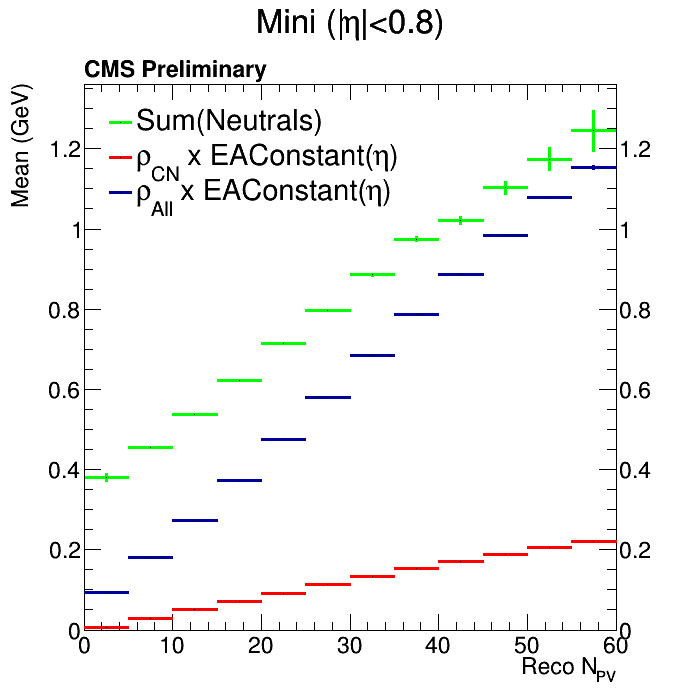 Mini (|η|<0.8)
CMS Preliminary
Mean (GeV)
Sum(Neutrals)
ρCN x EAConstant(η)
ρAll x EAConstant(η)
1.2 1.2
1 1
0.8 0.8
0.6 0.6
0.4 0.4
0.2 0.2
0 0
0 10 20 30 40 50 60
Reco NPV